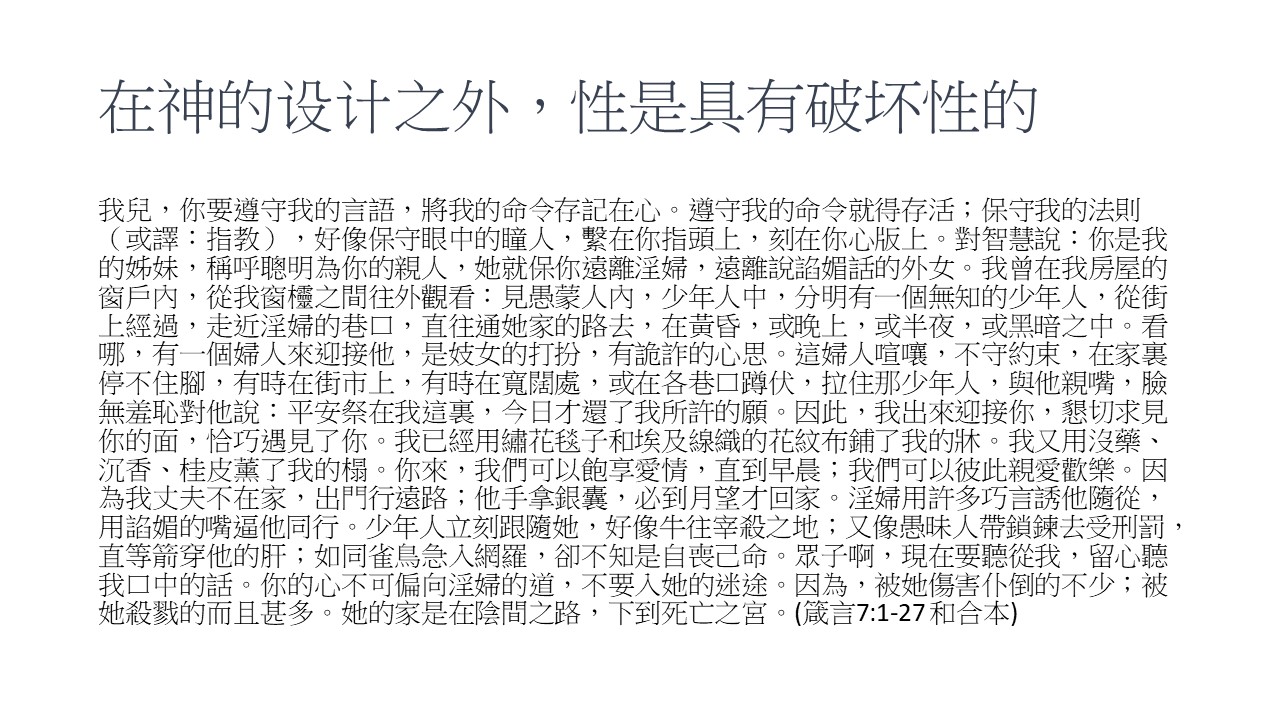 在神的设计之外，性是具有破坏性的
我兒，你要遵守我的言語，將我的命令存記在心。遵守我的命令就得存活；保守我的法則
（或譯：指教），好像保守眼中的瞳人，繫在你指頭上，刻在你心版上。對智慧說：你是我
的姊妹，稱呼聰明為你的親人，她就保你遠離淫婦，遠離說諂媚話的外女。我曾在我房屋的
窗戶內，從我窗櫺之間往外觀看：見愚蒙人內，少年人中，分明有一個無知的少年人，從街
上經過，走近淫婦的巷口，直往通她家的路去，在黃昏，或晚上，或半夜，或黑暗之中。看
哪，有一個婦人來迎接他，是妓女的打扮，有詭詐的心思。這婦人喧嚷，不守約束，在家裏
停不住腳，有時在街市上，有時在寬闊處，或在各巷口蹲伏，拉住那少年人，與他親嘴，臉
無羞恥對他說：平安祭在我這裏，今日才還了我所許的願。因此，我出來迎接你，懇切求見
你的面，恰巧遇見了你。我已經用繡花毯子和埃及線織的花紋布鋪了我的牀。我又用沒藥、
沉香、桂皮薰了我的榻。你來，我們可以飽享愛情，直到早晨；我們可以彼此親愛歡樂。因
為我丈夫不在家，出門行遠路；他手拿銀囊，必到月望才回家。淫婦用許多巧言誘他隨從，
用諂媚的嘴逼他同行。少年人立刻跟隨她，好像牛往宰殺之地；又像愚昧人帶鎖鍊去受刑罰，
直等箭穿他的肝；如同雀鳥急入網羅，卻不知是自喪己命。眾子啊，現在要聽從我，留心聽
我口中的話。你的心不可偏向淫婦的道，不要入她的迷途。因為，被她傷害仆倒的不少；被
她殺戮的而且甚多。她的家是在陰間之路，下到死亡之宮。(箴言7:1-27 和合本)